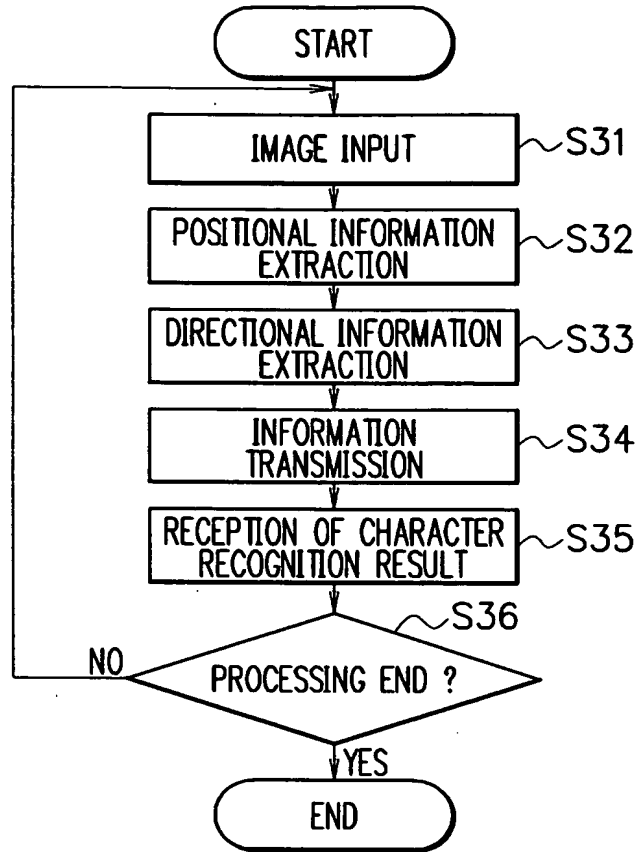 START
IMAGE INPUT
S31
POSITIONAL INFORMATION
EXTRACTION
S32
DIRECTIONAL INFORMATION
EXTRACTION
S33
INFORMATION
TRANSMISSION
S34
RECEPTION OF CHARACTER
RECOGNITION RESULT
S35
S36
NO
PROCESSING END ?
YES
END